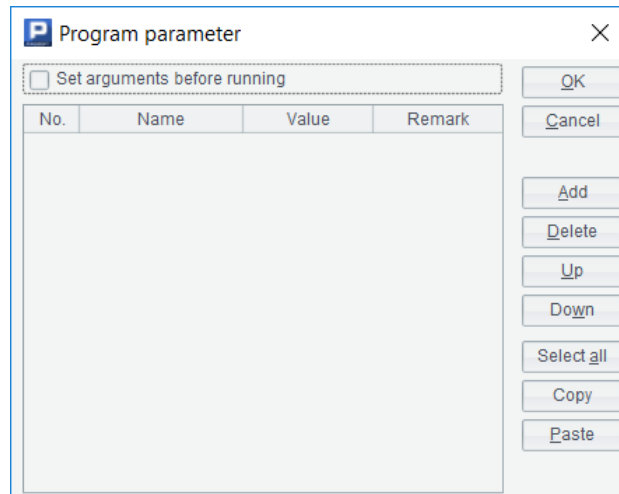 Program parameter
Set arguments before running
OK
No. Name Value Remark
Cancel
Add
Delete
Up
Down
Select all
Copy
Paste